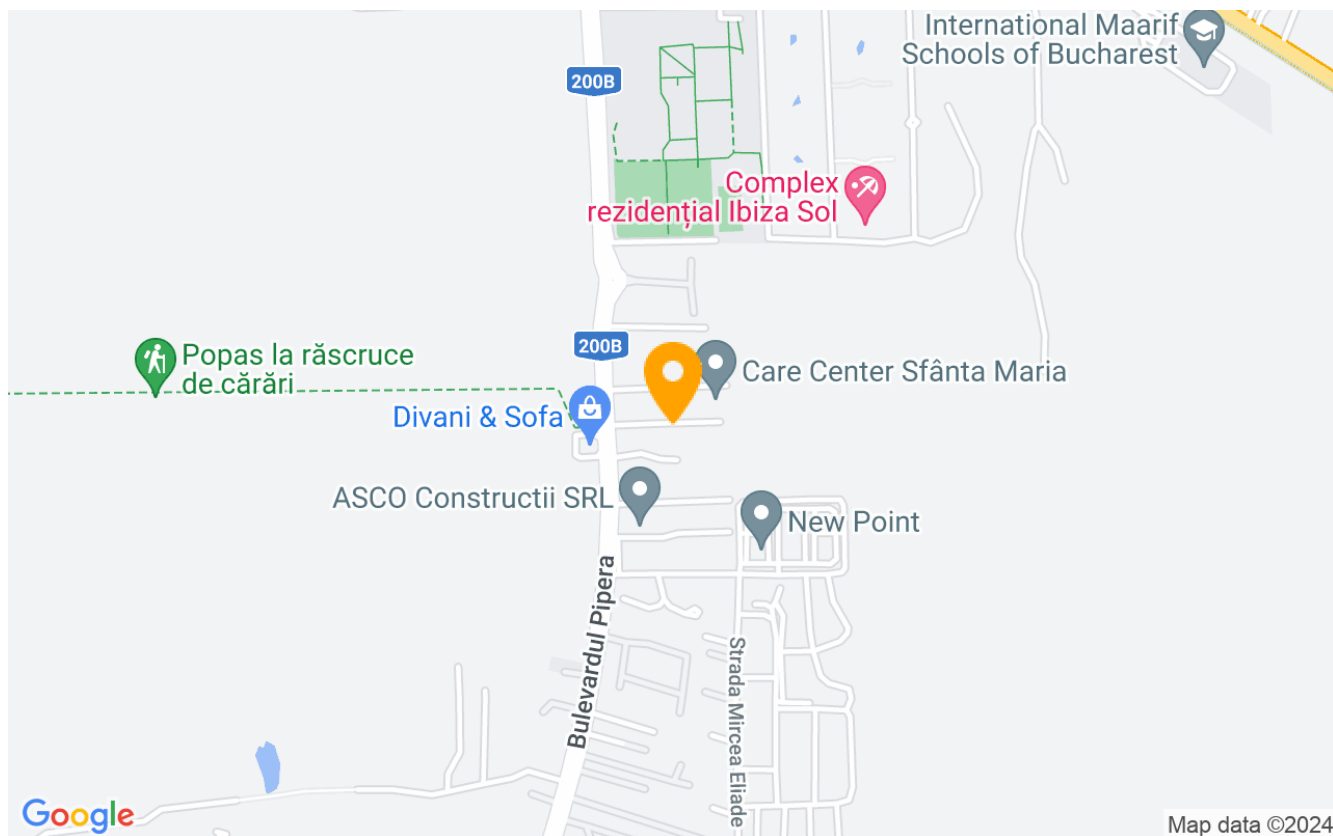 International Maarif
Schools of Bucharest
200B
Complex
rezidențial Ibiza Sol
200B
Popas la răscruce
de cărări
Care Center Sfânta Maria
Divani & Sofa
ASCO Constructii SRL
New Point
Bulevardul Pipera
Strada Mircea Eliade
Google
Map data ©2024